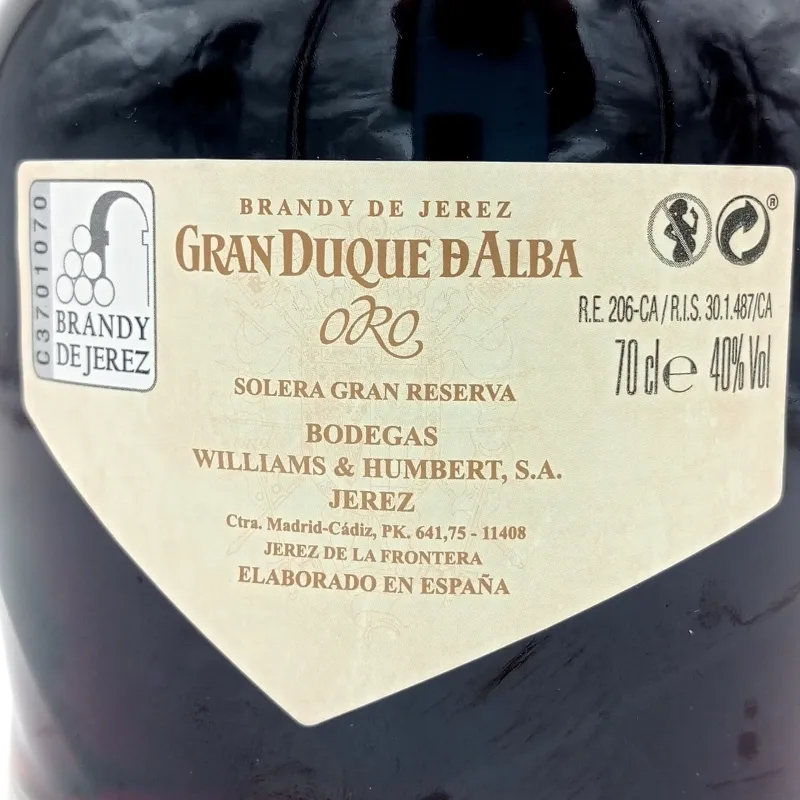 C3701070
BRANDY
DE JEREZ
BRANDY DE JEREZ
GRAN DUQUE D ALBA
ORO
SOLERA GRAN RESERVA
BODEGAS
WILLIAMS & HUMBERT, S.A.
JEREZ
Ctra. Madrid-Cádiz, PK. 641,75 - 11408
JEREZ DE LA FRONTERA
ELABORADO EN ESPAÑA
®
R.E. 206-CA / R.I.S. 30.1.487/CA
70 cl e 40% Vol